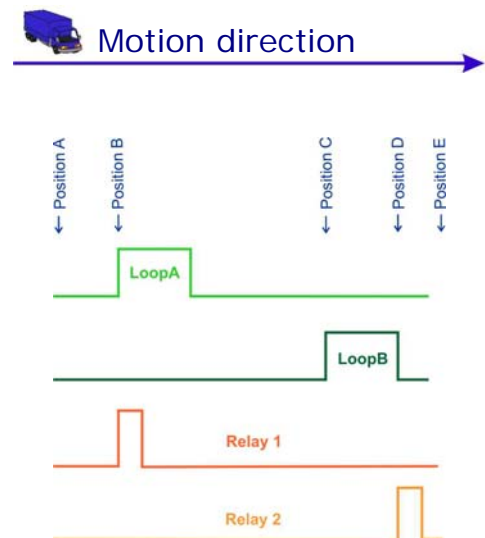 Motion direction
← Position A
← Position B
← Position C
← Position D
← Position E
LoopA
LoopB
Relay 1
Relay 2